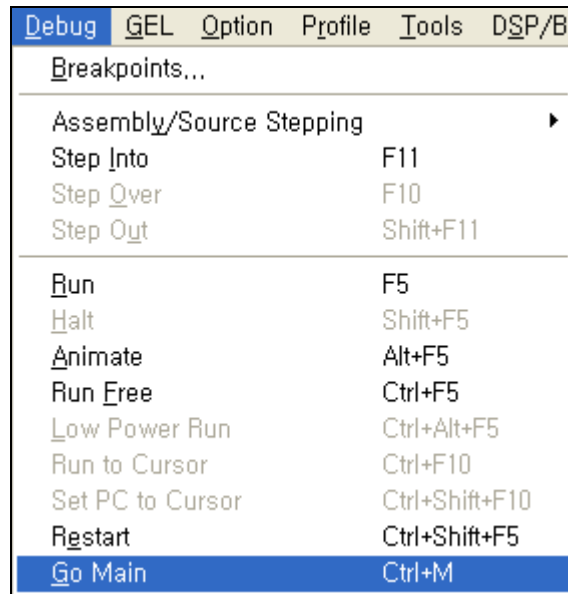 Debug GEL Option Profile Tools DSP/B
Breakpoints...
Assembly/Source Stepping
Step Into F11
Step Over F10
Step Out Shift+F11
Run F5
Halt Shift+F5
Animate Alt+F5
Run Free Ctrl+F5
Low Power Run Ctrl+Alt+F5
Run to Cursor Ctrl+F10
Set PC to Cursor Ctrl+Shift+F10
Restart Ctrl+Shift+F5
Go Main Ctrl+M